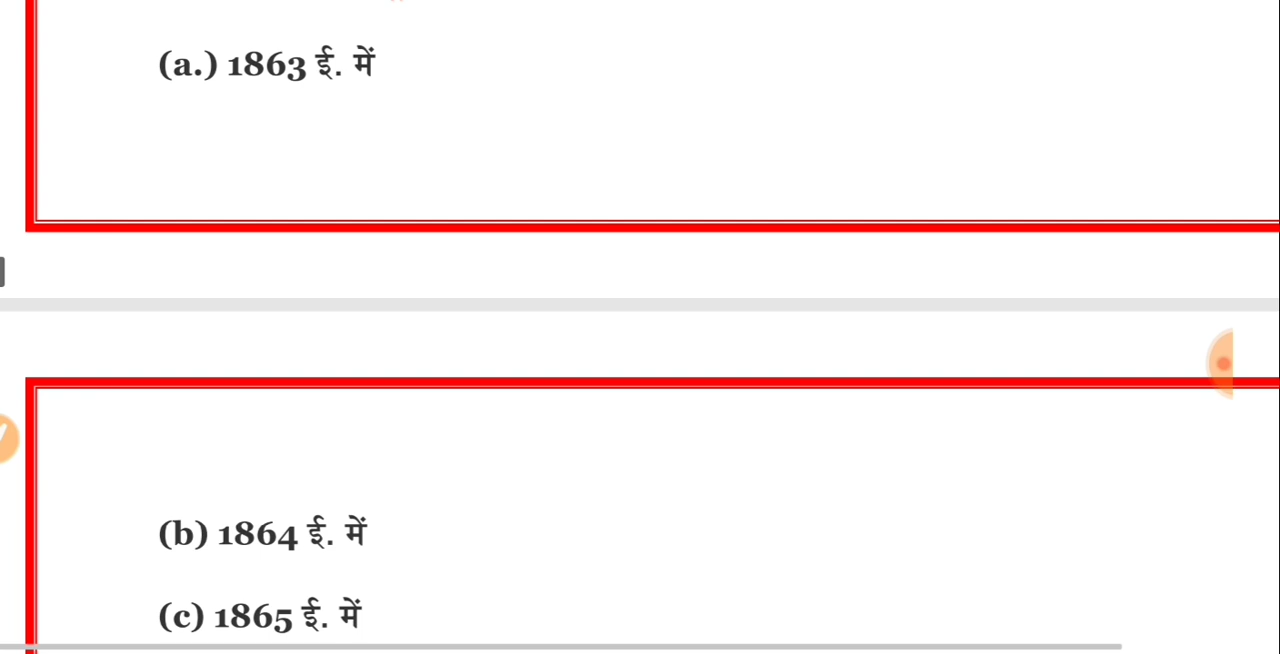 (a.) 1863 ई. में
(b) 1864 ई. में
(c) 1865 ई. में